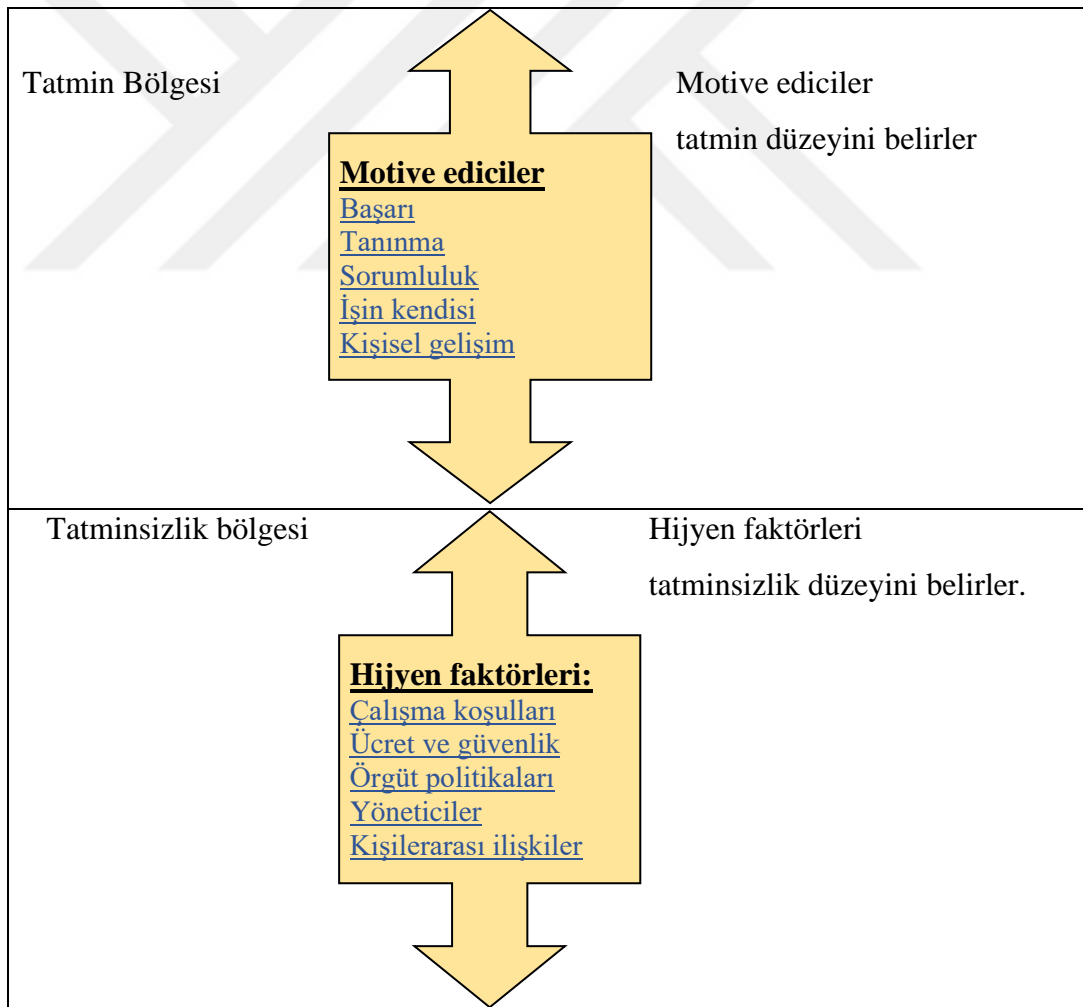 Tatmin Bölgesi
Motive ediciler
tatmin düzeyini belirler
Motive ediciler
Başarı
Tanınma
Sorumluluk
İşin kendisi
Kişisel gelişim
Tatminsizlik bölgesi
Hijyen faktörleri
tatminsizlik düzeyini belirler.
Hijyen faktörleri:
Çalışma koşulları
Ücret ve güvenlik
Örgüt politikaları
Yöneticiler
Kişilerarası ilişkiler